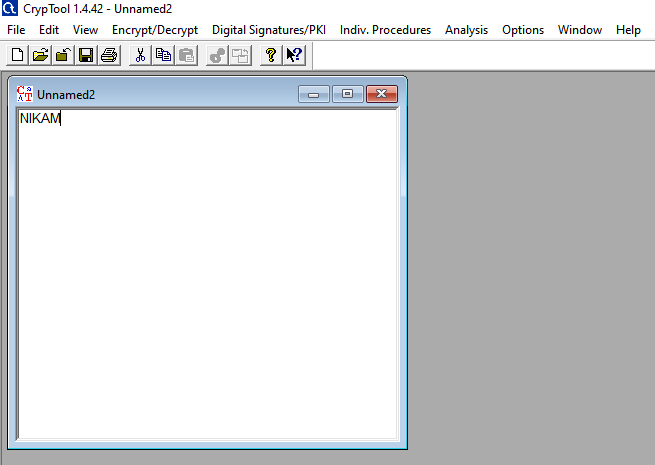 CrypTool 1.4.42 - Unnamed2
File Edit View Encrypt/Decrypt Digital Signatures/PKI Indiv. Procedures Analysis Options Window Help
Unnamed2
NIKAM